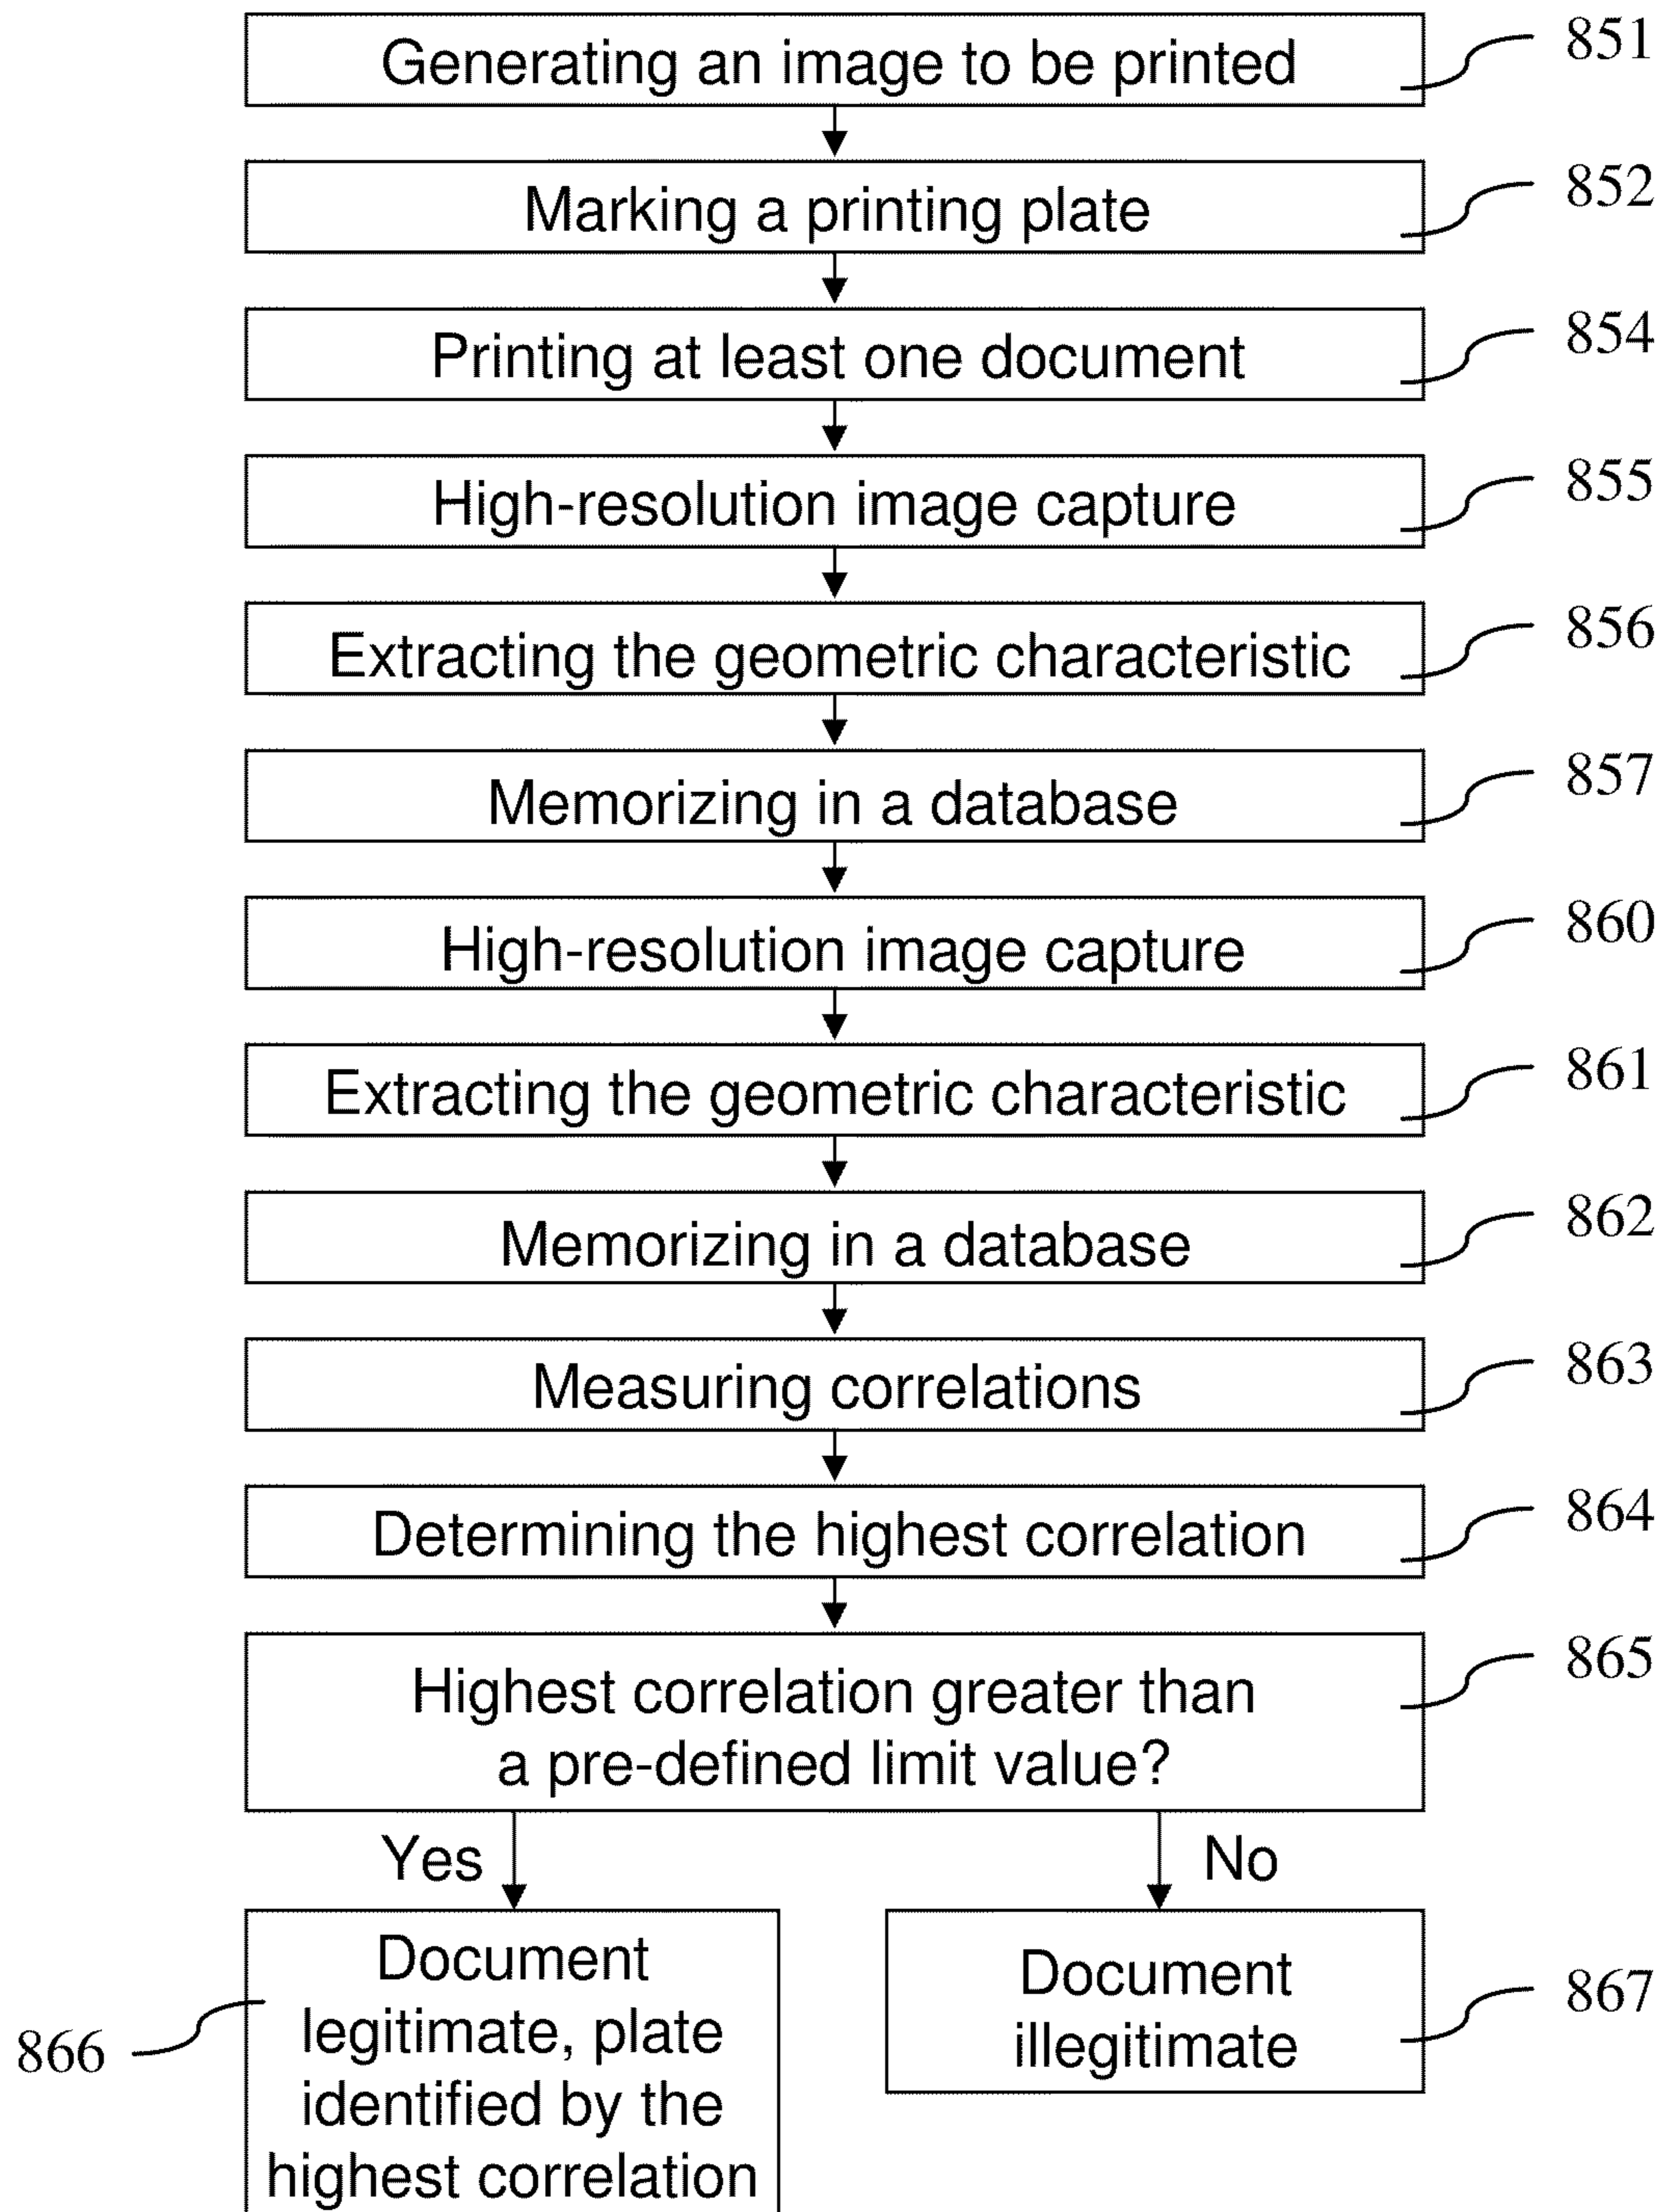 Generating an image to be printed 851
Marking a printing plate 852
Printing at least one document 854
High-resolution image capture 855
Extracting the geometric characteristic 856
Memorizing in a database 857
High-resolution image capture 860
Extracting the geometric characteristic 861
Memorizing in a database 862
Measuring correlations 863
Determining the highest correlation 864
Highest correlation greater than 865
a pre-defined limit value?
Yes No
Document
legitimate, plate
identified by the
highest correlation
866
Document
illegitimate
867